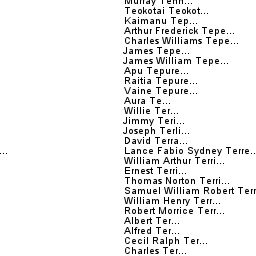 Murray Tenn...
Teokotai Teokot...
Kaimanu Tep...
Arthur Frederick Tepe...
Charles Williams Tepe...
James Tepe...
James William Tepe...
Apu Tepure...
Raitia Tepure...
Vaine Tepure...
Aura Te...
Willie Ter...
Jimmy Teri...
Joseph Terli...
David Terra...
...
Lance Fabio Sydney Terre..
William Arthur Terri...
Ernest Terri...
Thomas Norton Terri...
Samuel William Robert Terr
William Henry Terr...
Robert Morrice Terr...
Albert Ter...
Alfred Ter...
Cecil Ralph Ter...
Charles Ter...